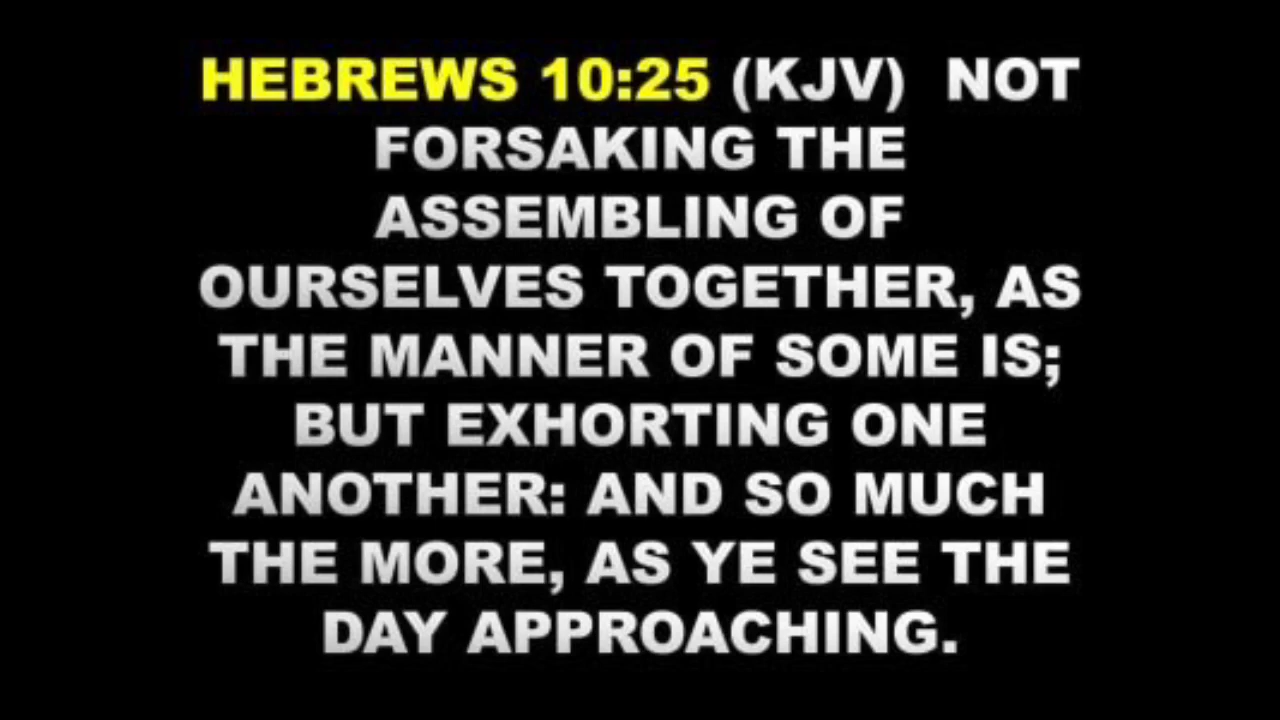 HEBREWS 10:25 (KJV) NOT
FORSAKING THE
ASSEMBLING OF
OURSELVES TOGETHER, AS
THE MANNER OF SOME IS;
BUT EXHORTING ONE
ANOTHER: AND SO MUCH
THE MORE, AS YE SEE THE
DAY APPROACHING.